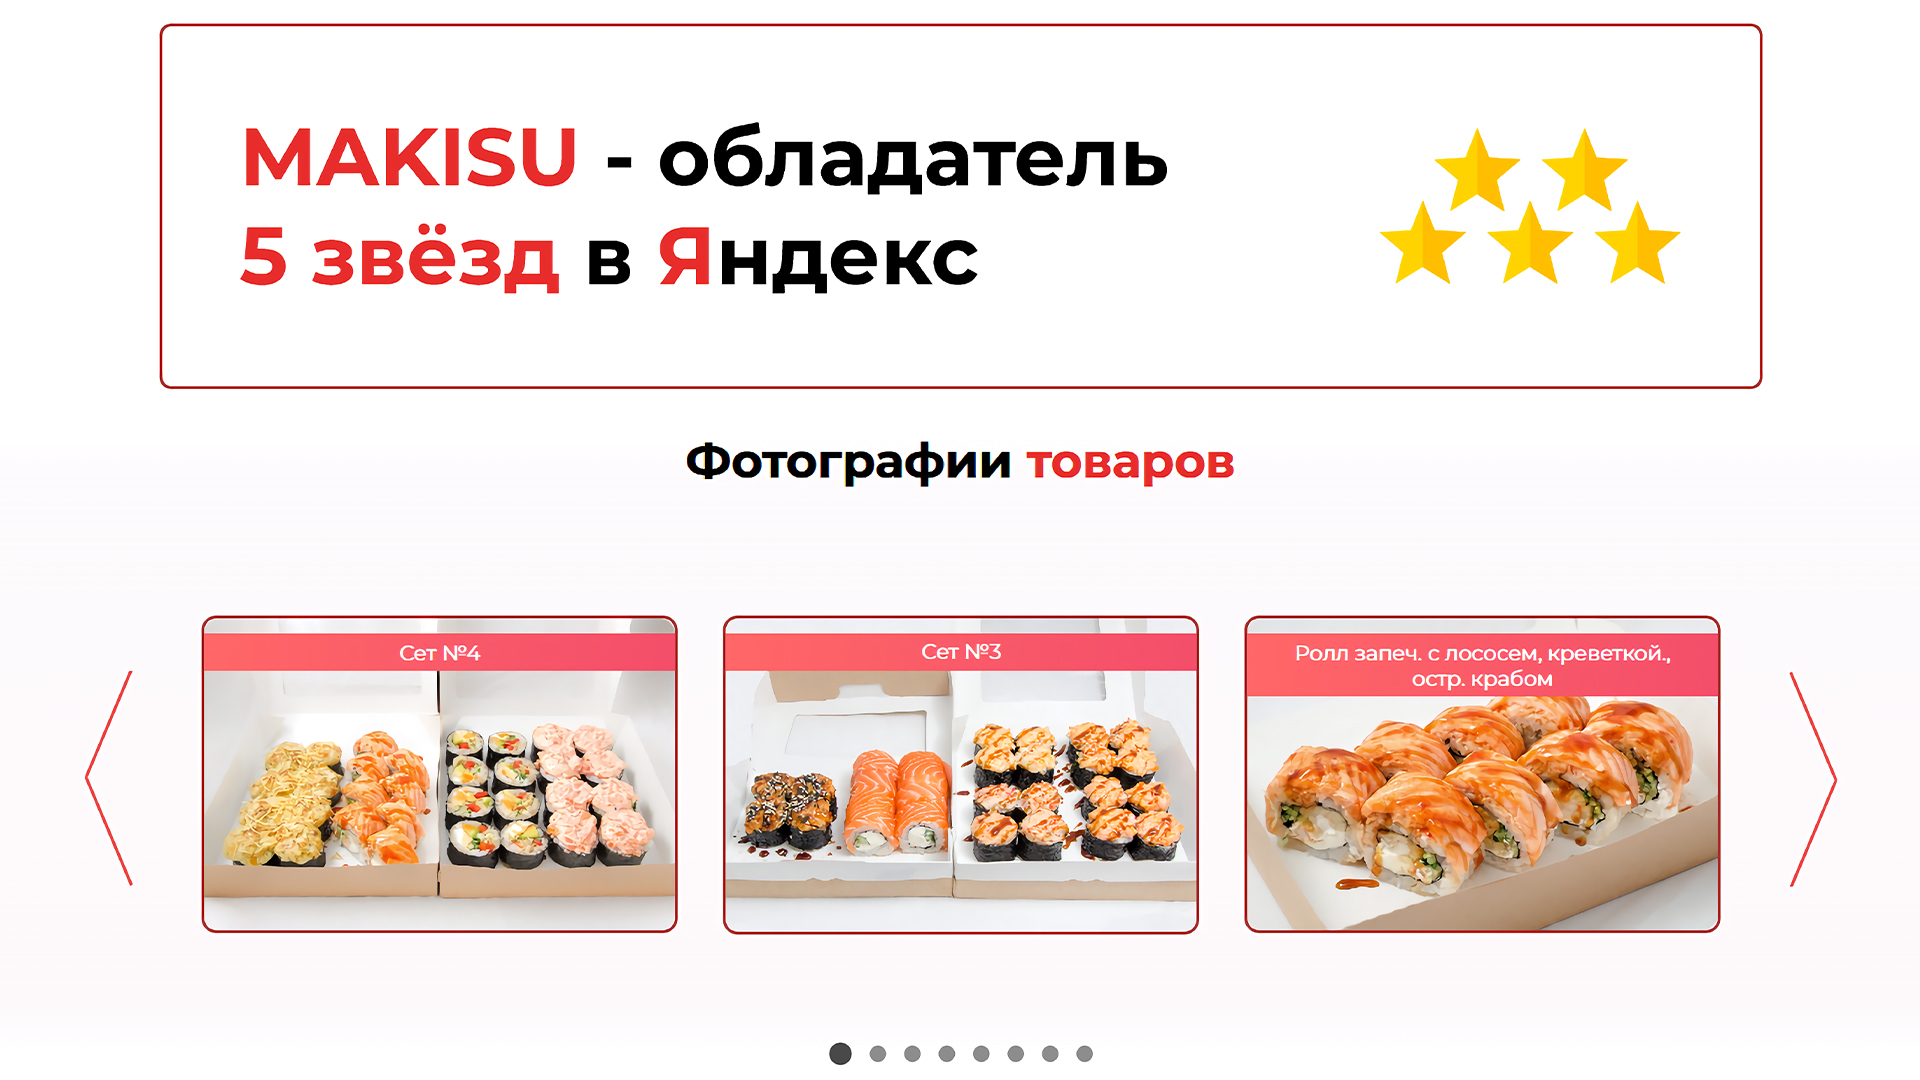 MAKISU - обладатель
5 звёзд в Яндекс
Фотографии товаров
Сет №4
Сет №3
Ролл запеч. с лососем, креветкой.,
остр. крабом